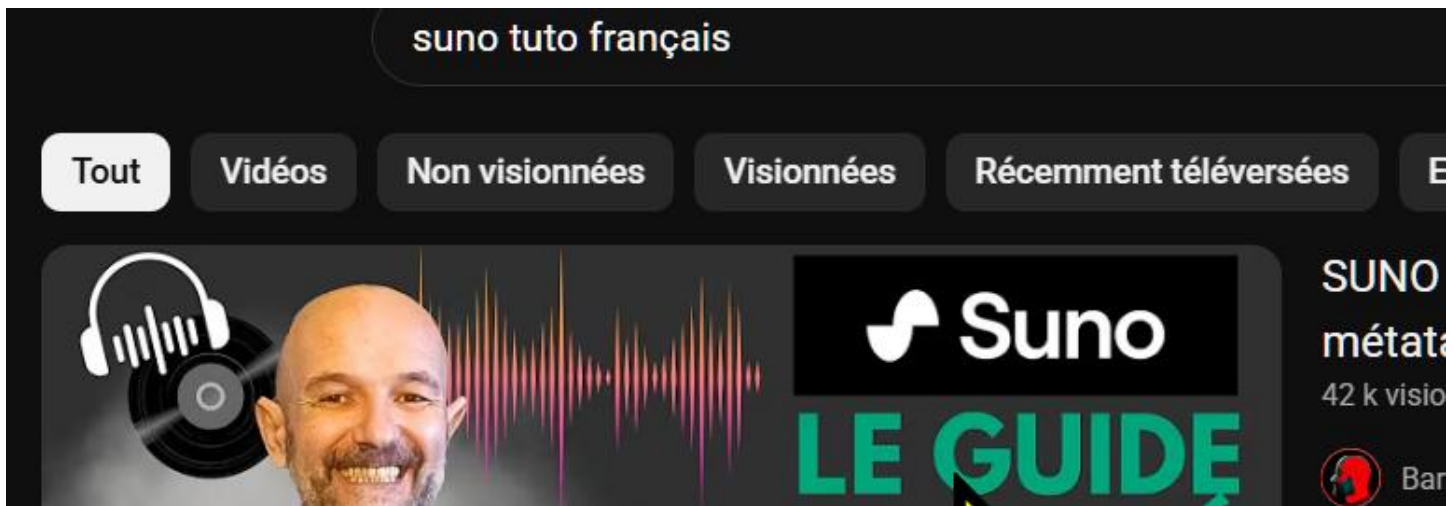 suno tuto français
Tout Vidéos Non visionnées Visionnées Récemment téléversées
Suno
LE GUIDE
SUNO
42 k